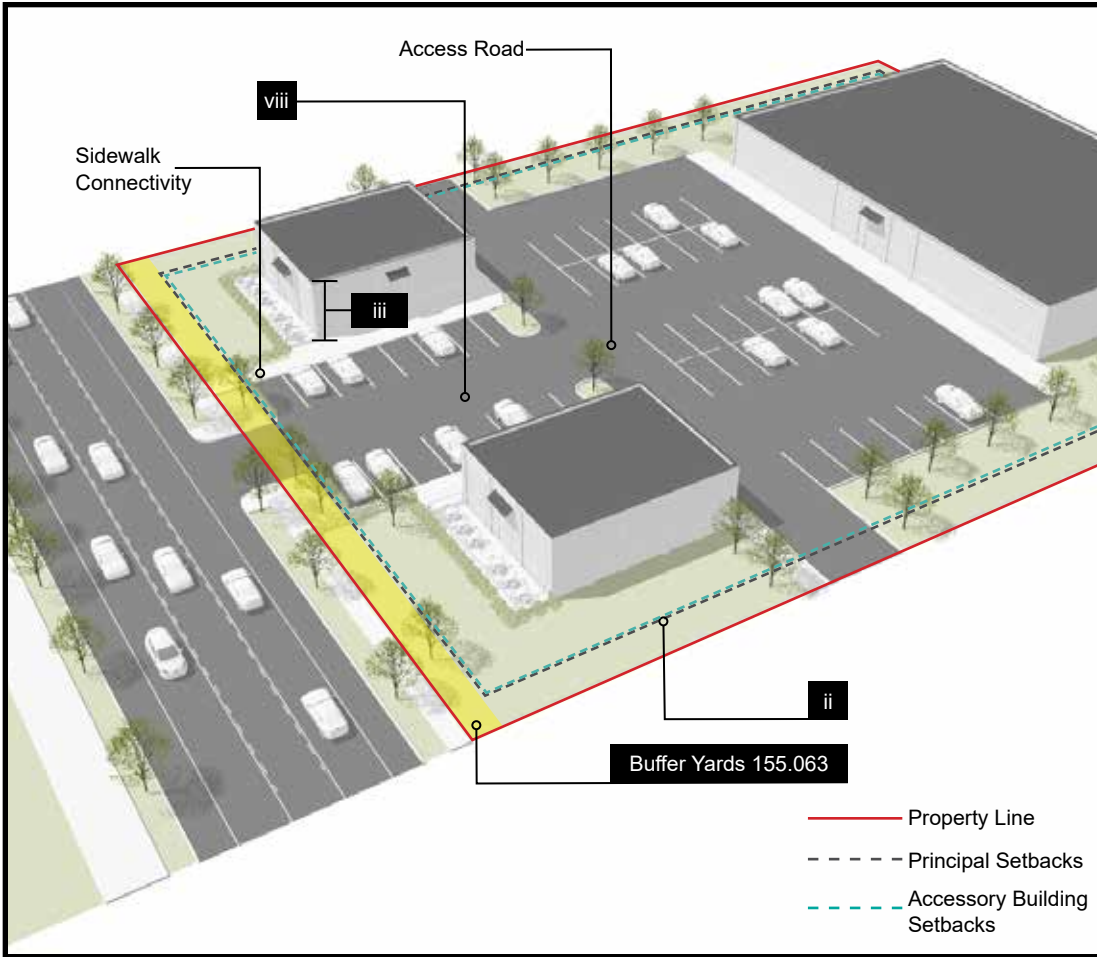 Access Road
viii
Sidewalk
Connectivity
iii
ii
Buffer Yards 155.063
Property Line
Principal Setbacks
Accessory Building
Setbacks